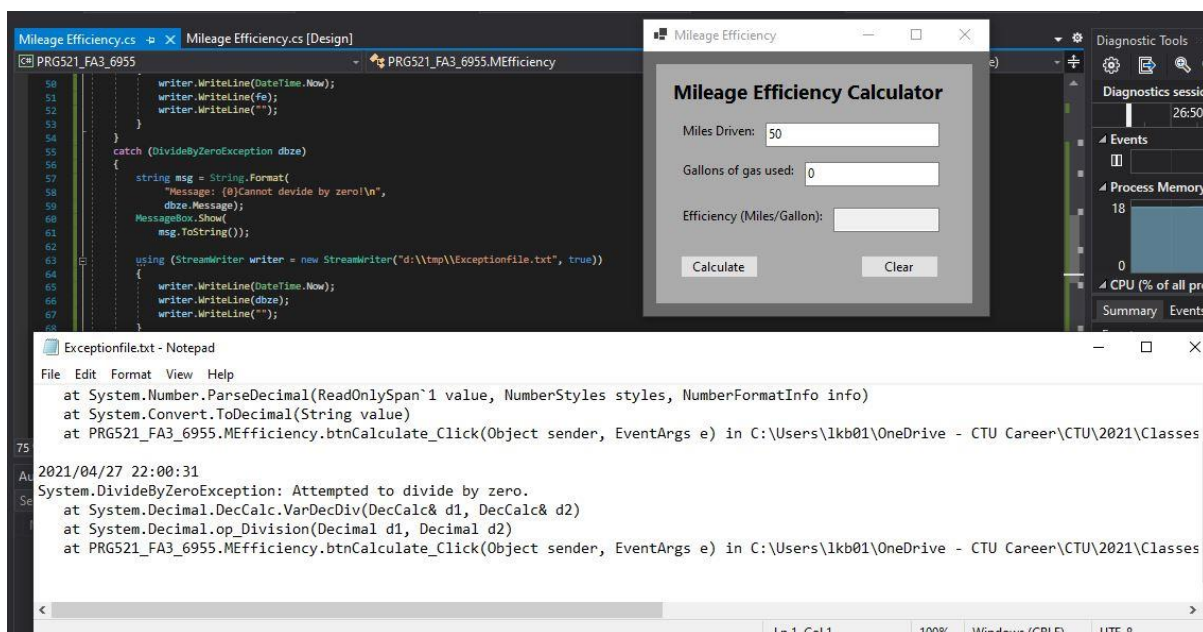 Mileage Efficiency.cs Mileage Efficiency.cs [Design]
PRG521_FA3_6955 PRG521_FA3_6955.MEfficiency
50 writer.WriteLine(DateTime.Now);
51 writer.WriteLine(fe);
52 writer.WriteLine("");
53 }
54 }
55 catch (DivideByZeroException dbze)
56 {
57 string msg = String.Format(
58 "Message: {0}Cannot devide by zero!\n",
59 dbze.Message);
60 MessageBox.Show(
61 msg.ToString());
62
63 using (StreamWriter writer = new StreamWriter("d:\\tmp\\Exceptionfile.txt", true))
64 {
65 writer.WriteLine(DateTime.Now);
66 writer.WriteLine(dbze);
67 writer.WriteLine("");
68 }
75
Mileage Efficiency
Mileage Efficiency Calculator
Miles Driven: 50
Gallons of gas used: 0
Efficiency (Miles/Gallon):
Calculate Clear
e)
Diagnostic Tools
Diagnostics sessi
26:50
Events
Process Memory
18
0
CPU (% of all pr
Summary Events
Exceptionfile.txt - Notepad
File Edit Format View Help
at System.Number.ParseDecimal(ReadOnlySpan`1 value, NumberStyles styles, NumberFormatInfo info)
at System.Convert.ToDecimal(String value)
at PRG521_FA3_6955.MEfficiency.btnCalculate_Click(Object sender, EventArgs e) in C:\Users\lkb01\OneDrive - CTU Career\CTU\2021\Classes
2021/04/27 22:00:31
System.DivideByZeroException: Attempted to divide by zero.
at System.Decimal.DecCalc.VarDecDiv(DecCalc& d1, DecCalc& d2)
at System.Decimal.op_Division(Decimal d1, Decimal d2)
at PRG521_FA3_6955.MEfficiency.btnCalculate_Click(Object sender, EventArgs e) in C:\Users\lkb01\OneDrive - CTU Career\CTU\2021\Classes
Au
Se
Ln 1, Col 1 100% Windows (CRLF) UTF-8